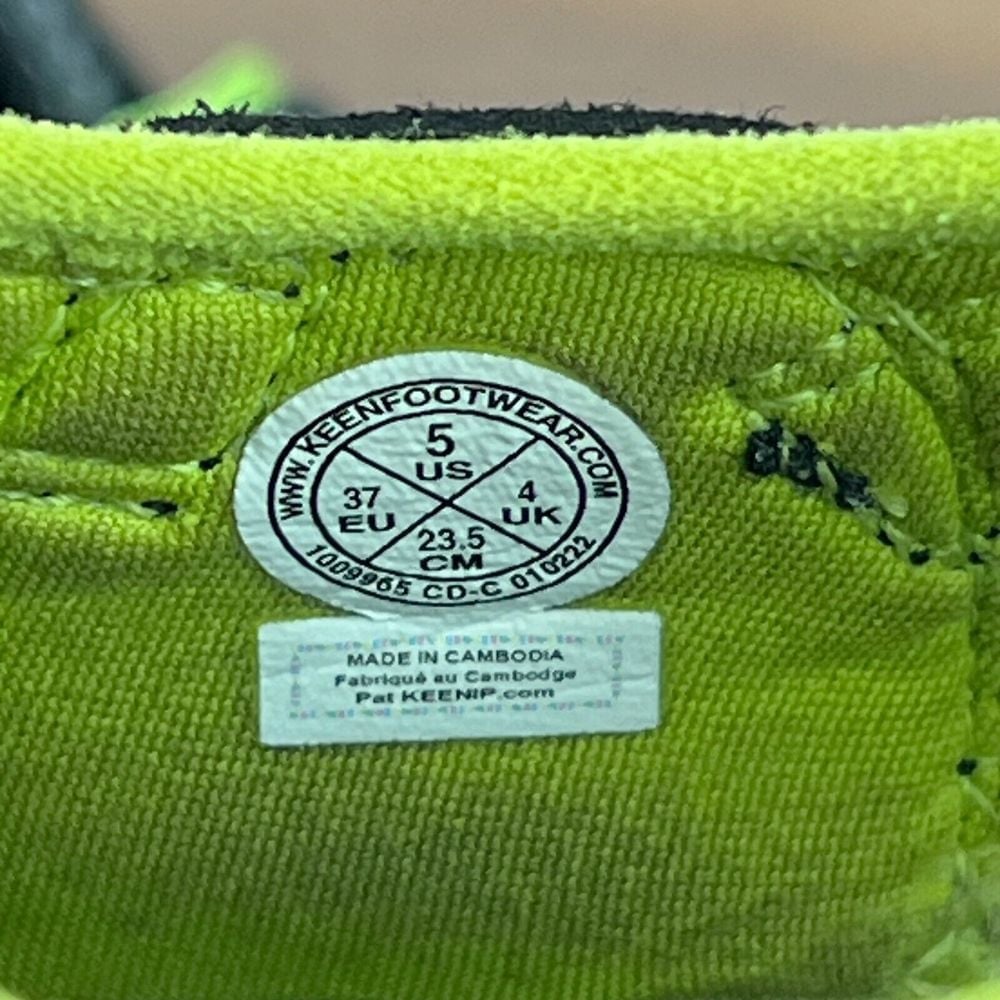 WWW.KEENFOOTWEAR.COM
5
US
37
EU
4
UK
23.5
CM
1009965 CD-C 010222
MADE IN CAMBODIA
Fabriqué au Cambodge
Pat KEENIP.com